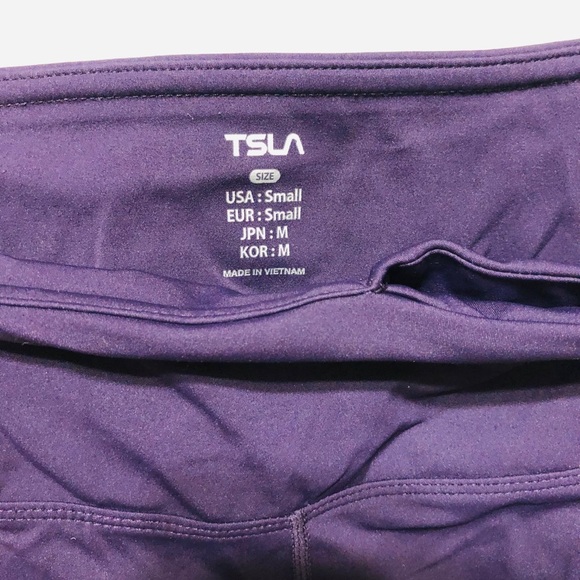 TSLA
SIZE
USA : Small
EUR : Small
JPN : M
KOR : M
MADE IN VIETNAM